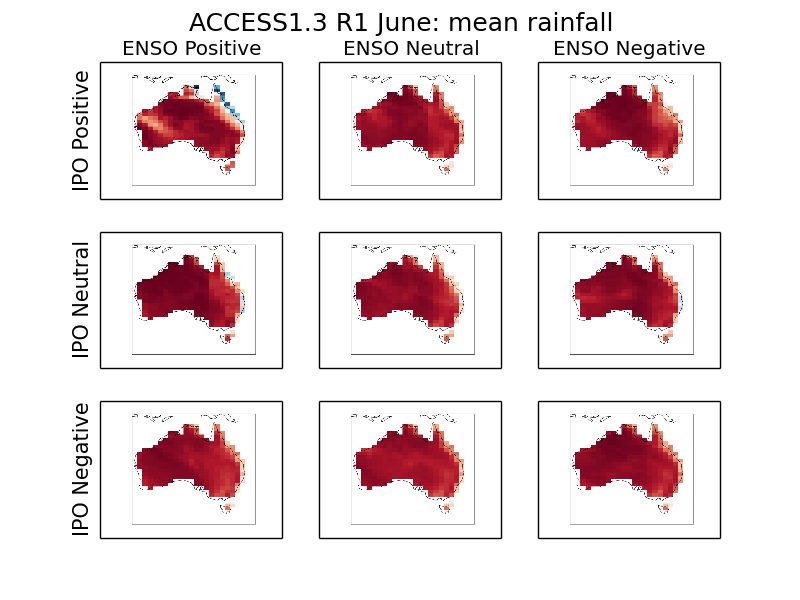 ACCESS1.3 R1 June: mean rainfall
ENSO Positive ENSO Neutral ENSO Negative
IPO Positive
IPO Neutral
IPO Negative